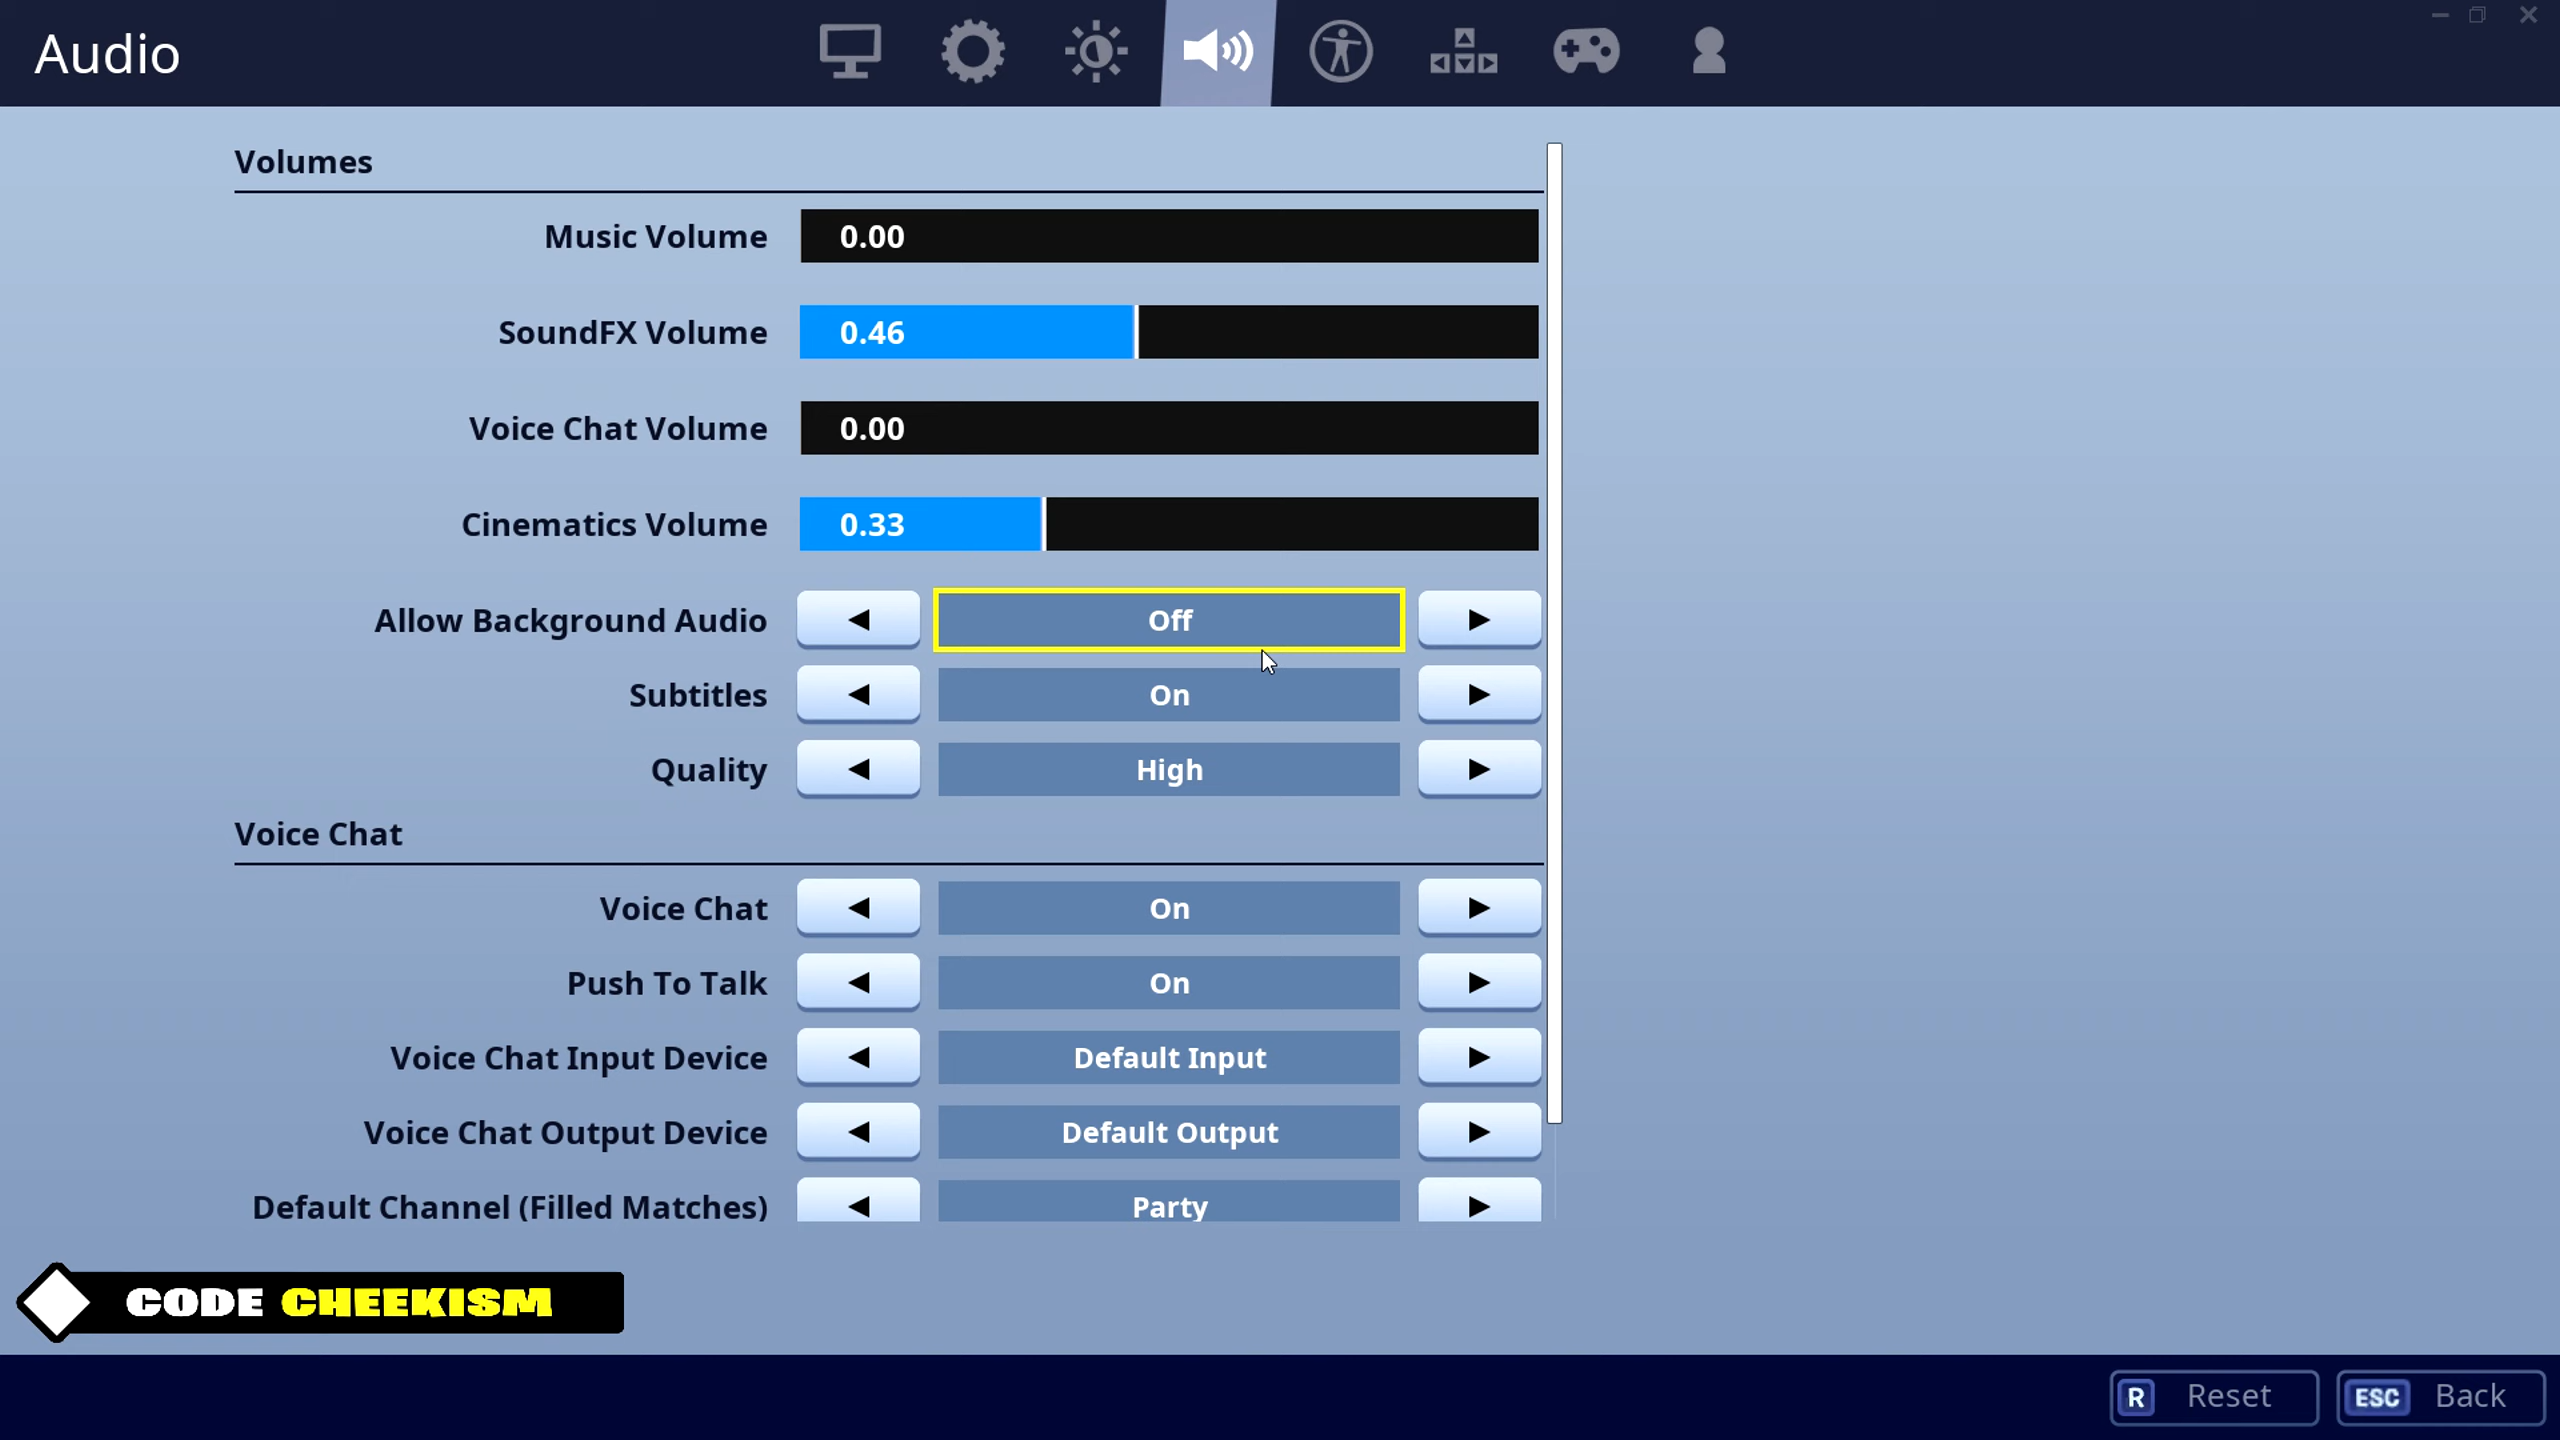 Audio
Volumes
Music Volume 0.00
SoundFX Volume 0.46
Voice Chat Volume 0.00
Cinematics Volume 0.33
Allow Background Audio Off
Subtitles On
Quality High
Voice Chat
Voice Chat On
Push To Talk On
Voice Chat Input Device Default Input
Voice Chat Output Device Default Output
Default Channel (Filled Matches) Party
CODE CHEEKISM
R Reset ESC Back